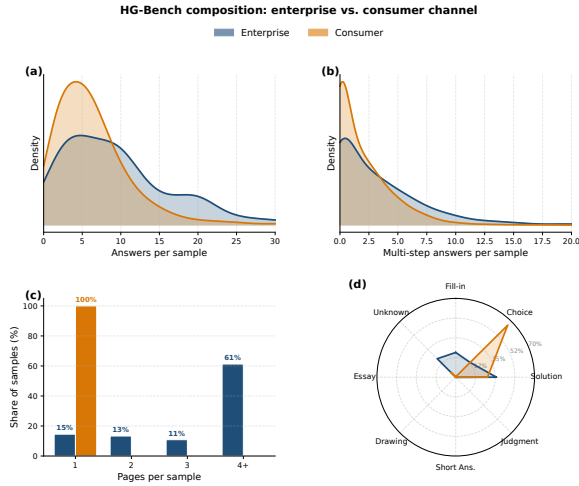 HG-Bench composition: enterprise vs. consumer channel
Enterprise Consumer
(a)
Density
0 5 10 15 20 25 30
Answers per sample
(b)
Density
0.0 2.5 5.0 7.5 10.0 12.5 15.0 17.5 20.0
Multi-step answers per sample
(c)
Share of samples (%)
100
80
60
40
20
0
100%
15%
13%
11%
61%
1 2 3 4+
Pages per sample
(d)
Fill-in
Unknown
Choice
70%
52%
Essay
Solution
Drawing
Judgment
Short Ans.